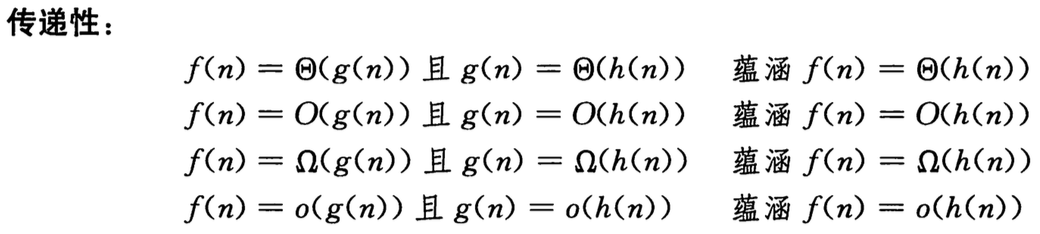 传递性：
f(n) = Θ(g(n)) 且 g(n) = Θ(h(n)) 蕴涵 f(n) = Θ(h(n))
f(n) = O(g(n)) 且 g(n) = O(h(n)) 蕴涵 f(n) = O(h(n))
f(n) = Ω(g(n)) 且 g(n) = Ω(h(n)) 蕴涵 f(n) = Ω(h(n))
f(n) = o(g(n)) 且 g(n) = o(h(n)) 蕴涵 f(n) = o(h(n))